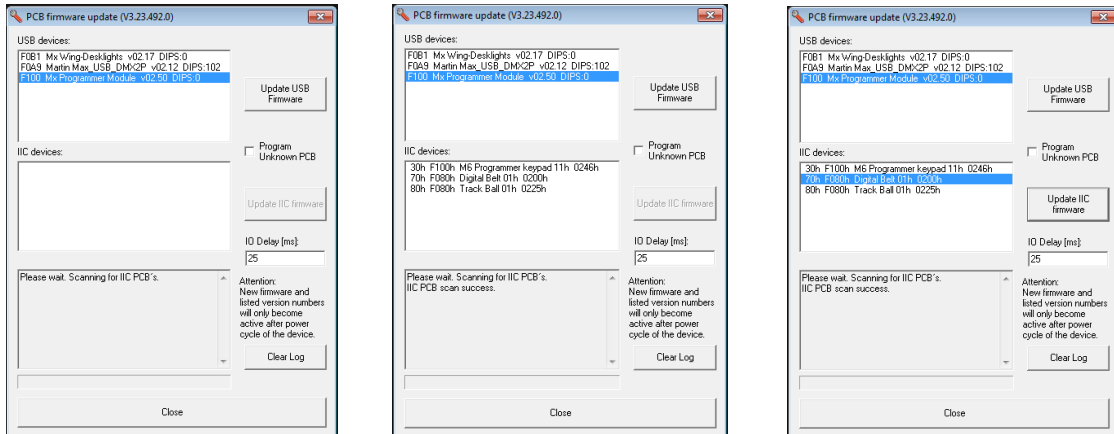 PCB firmware update (V3.23.492.0)
USB devices:
F0B1 Mx Wing-Desklights v02.17 DIPS:0
F0A9 Martin Max_USB_DMX2P v02.12 DIPS:102
F100 Mx Programmer Module v02.50 DIPS:0
Update USB
Firmware
Program
Unknown PCB
IIC devices:
Update IIC firmware
IO Delay [ms]:
25
Please wait. Scanning for IIC PCB´s.
Attention:
New firmware and
listed version numbers
will only become
active after power
cycle of the device.
Clear Log
Close
PCB firmware update (V3.23.492.0)
USB devices:
F0B1 Mx Wing-Desklights v02.17 DIPS:0
F0A9 Martin Max_USB_DMX2P v02.12 DIPS:102
F100 Mx Programmer Module v02.50 DIPS:0
Update USB
Firmware
Program
Unknown PCB
IIC devices:
30h F100h M6 Programmer keypad 11h 0246h
70h F080h Digital Belt 01h 0200h
80h F080h Track Ball 01h 0225h
Update IIC firmware
IO Delay [ms]:
25
Please wait. Scanning for IIC PCB´s.
IIC PCB scan success.
Attention:
New firmware and
listed version numbers
will only become
active after power
cycle of the device.
Clear Log
Close
PCB firmware update (V3.23.492.0)
USB devices:
F0B1 Mx Wing-Desklights v02.17 DIPS:0
F0A9 Martin Max_USB_DMX2P v02.12 DIPS:102
F100 Mx Programmer Module v02.50 DIPS:0
Update USB
Firmware
Program
Unknown PCB
IIC devices:
30h F100h M6 Programmer keypad 11h 0246h
70h F080h Digital Belt 01h 0200h
80h F080h Track Ball 01h 0225h
Update IIC
firmware
IO Delay [ms]:
25
Please wait. Scanning for IIC PCB´s.
IIC PCB scan success.
Attention:
New firmware and
listed version numbers
will only become
active after power
cycle of the device.
Clear Log
Close